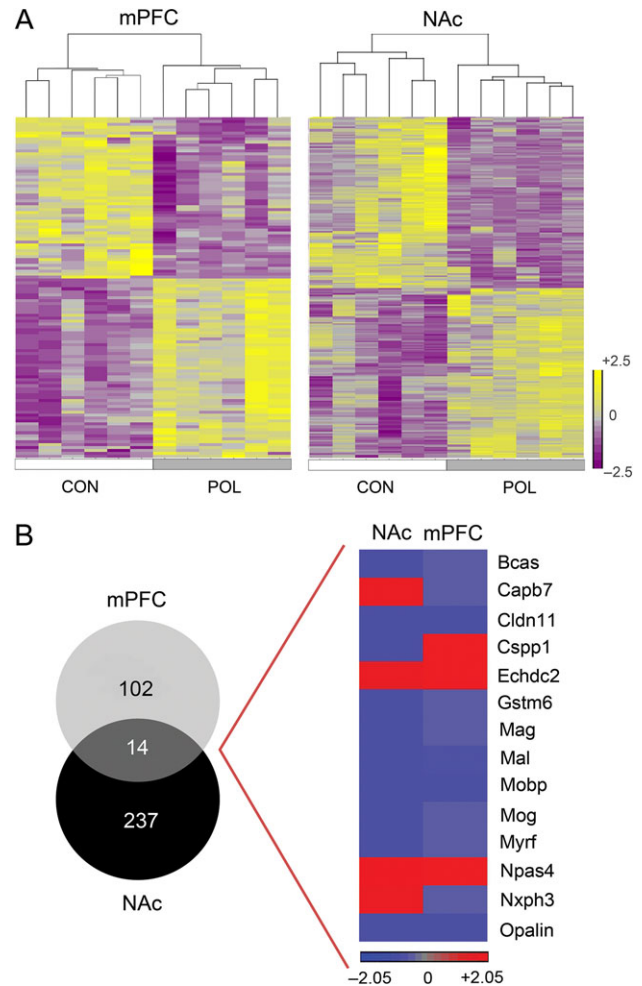 A
mPFC
NAc
+2.5
0
–2.5
CON
POL
CON
POL
B
mPFC
102
14
237
NAc
NAc mPFC
Bcas
Capb7
Cldn11
Cspp1
Echdc2
Gstm6
Mag
Mal
Mobp
Mog
Myrf
Npas4
Nxph3
Opalin
–2.05 0 +2.05